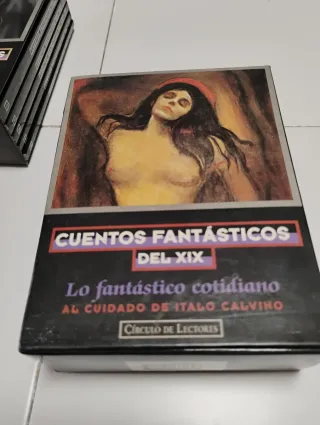 CUENTOS FANTÁSTICOS
DEL XIX
Lo fantástico cotidiano
AL CUIDADO DE ITALO CALVINO
CÍRCULO DE LECTORES